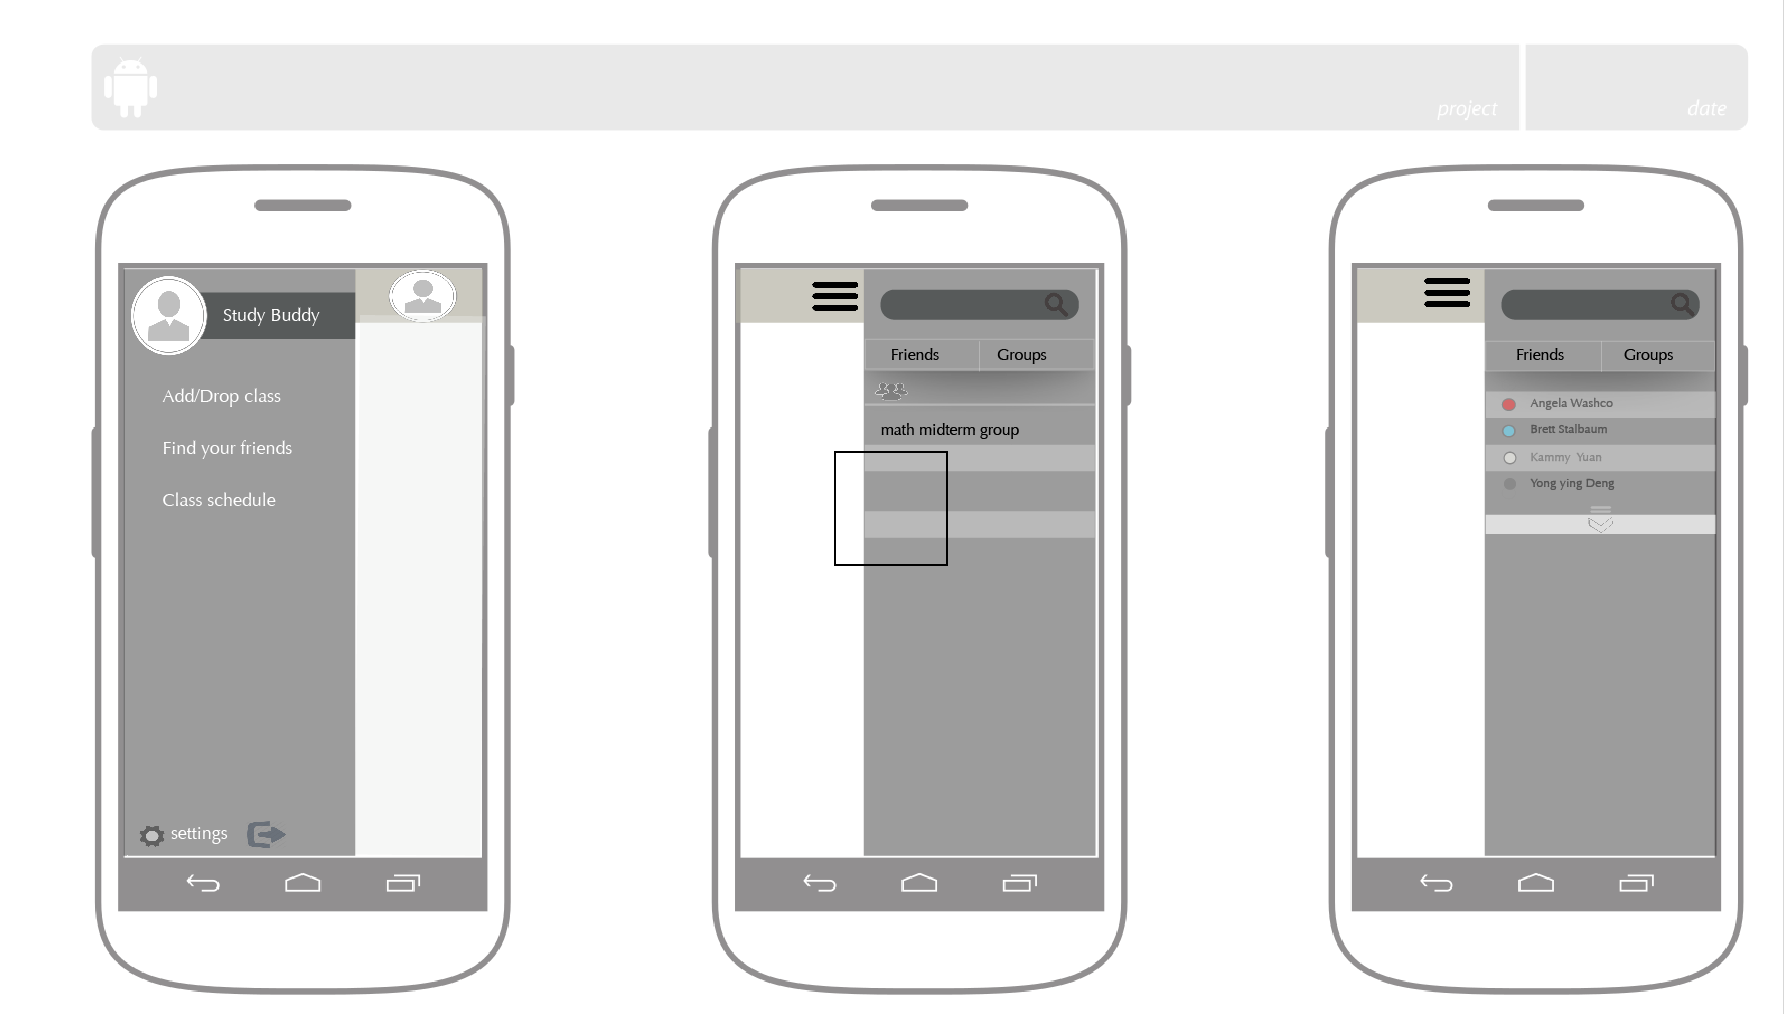 project
date
Study Buddy
Add/Drop class
Find your friends
Class schedule
settings
Friends
Groups
math midterm group
Friends
Groups
Angela Washco
Brett Stalbaum
Kammy Yuan
Yong ying Deng